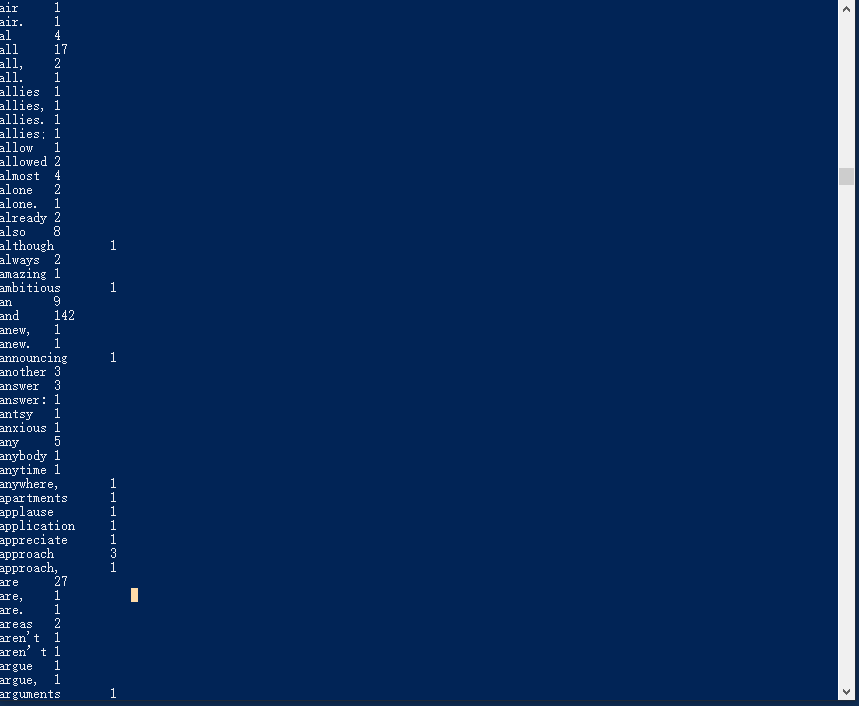 air 1
air. 1
al 4
all 17
all, 2
all. 1
allies 1
allies, 1
allies. 1
allies; 1
allow 1
allowed 2
almost 4
alone 2
alone. 1
already 2
also 8
although 1
always 2
amazing 1
ambitious 1
an 9
and 142
anew, 1
anew. 1
announcing 1
another 3
answer 3
answer: 1
antsy 1
anxious 1
any 5
anybody 1
anytime 1
anywhere, 1
apartments 1
applause 1
application 1
appreciate 1
approach 3
approach, 1
are 27
are, 1
are. 1
areas 2
aren't 1
aren’t 1
argue 1
argue, 1
arguments 1